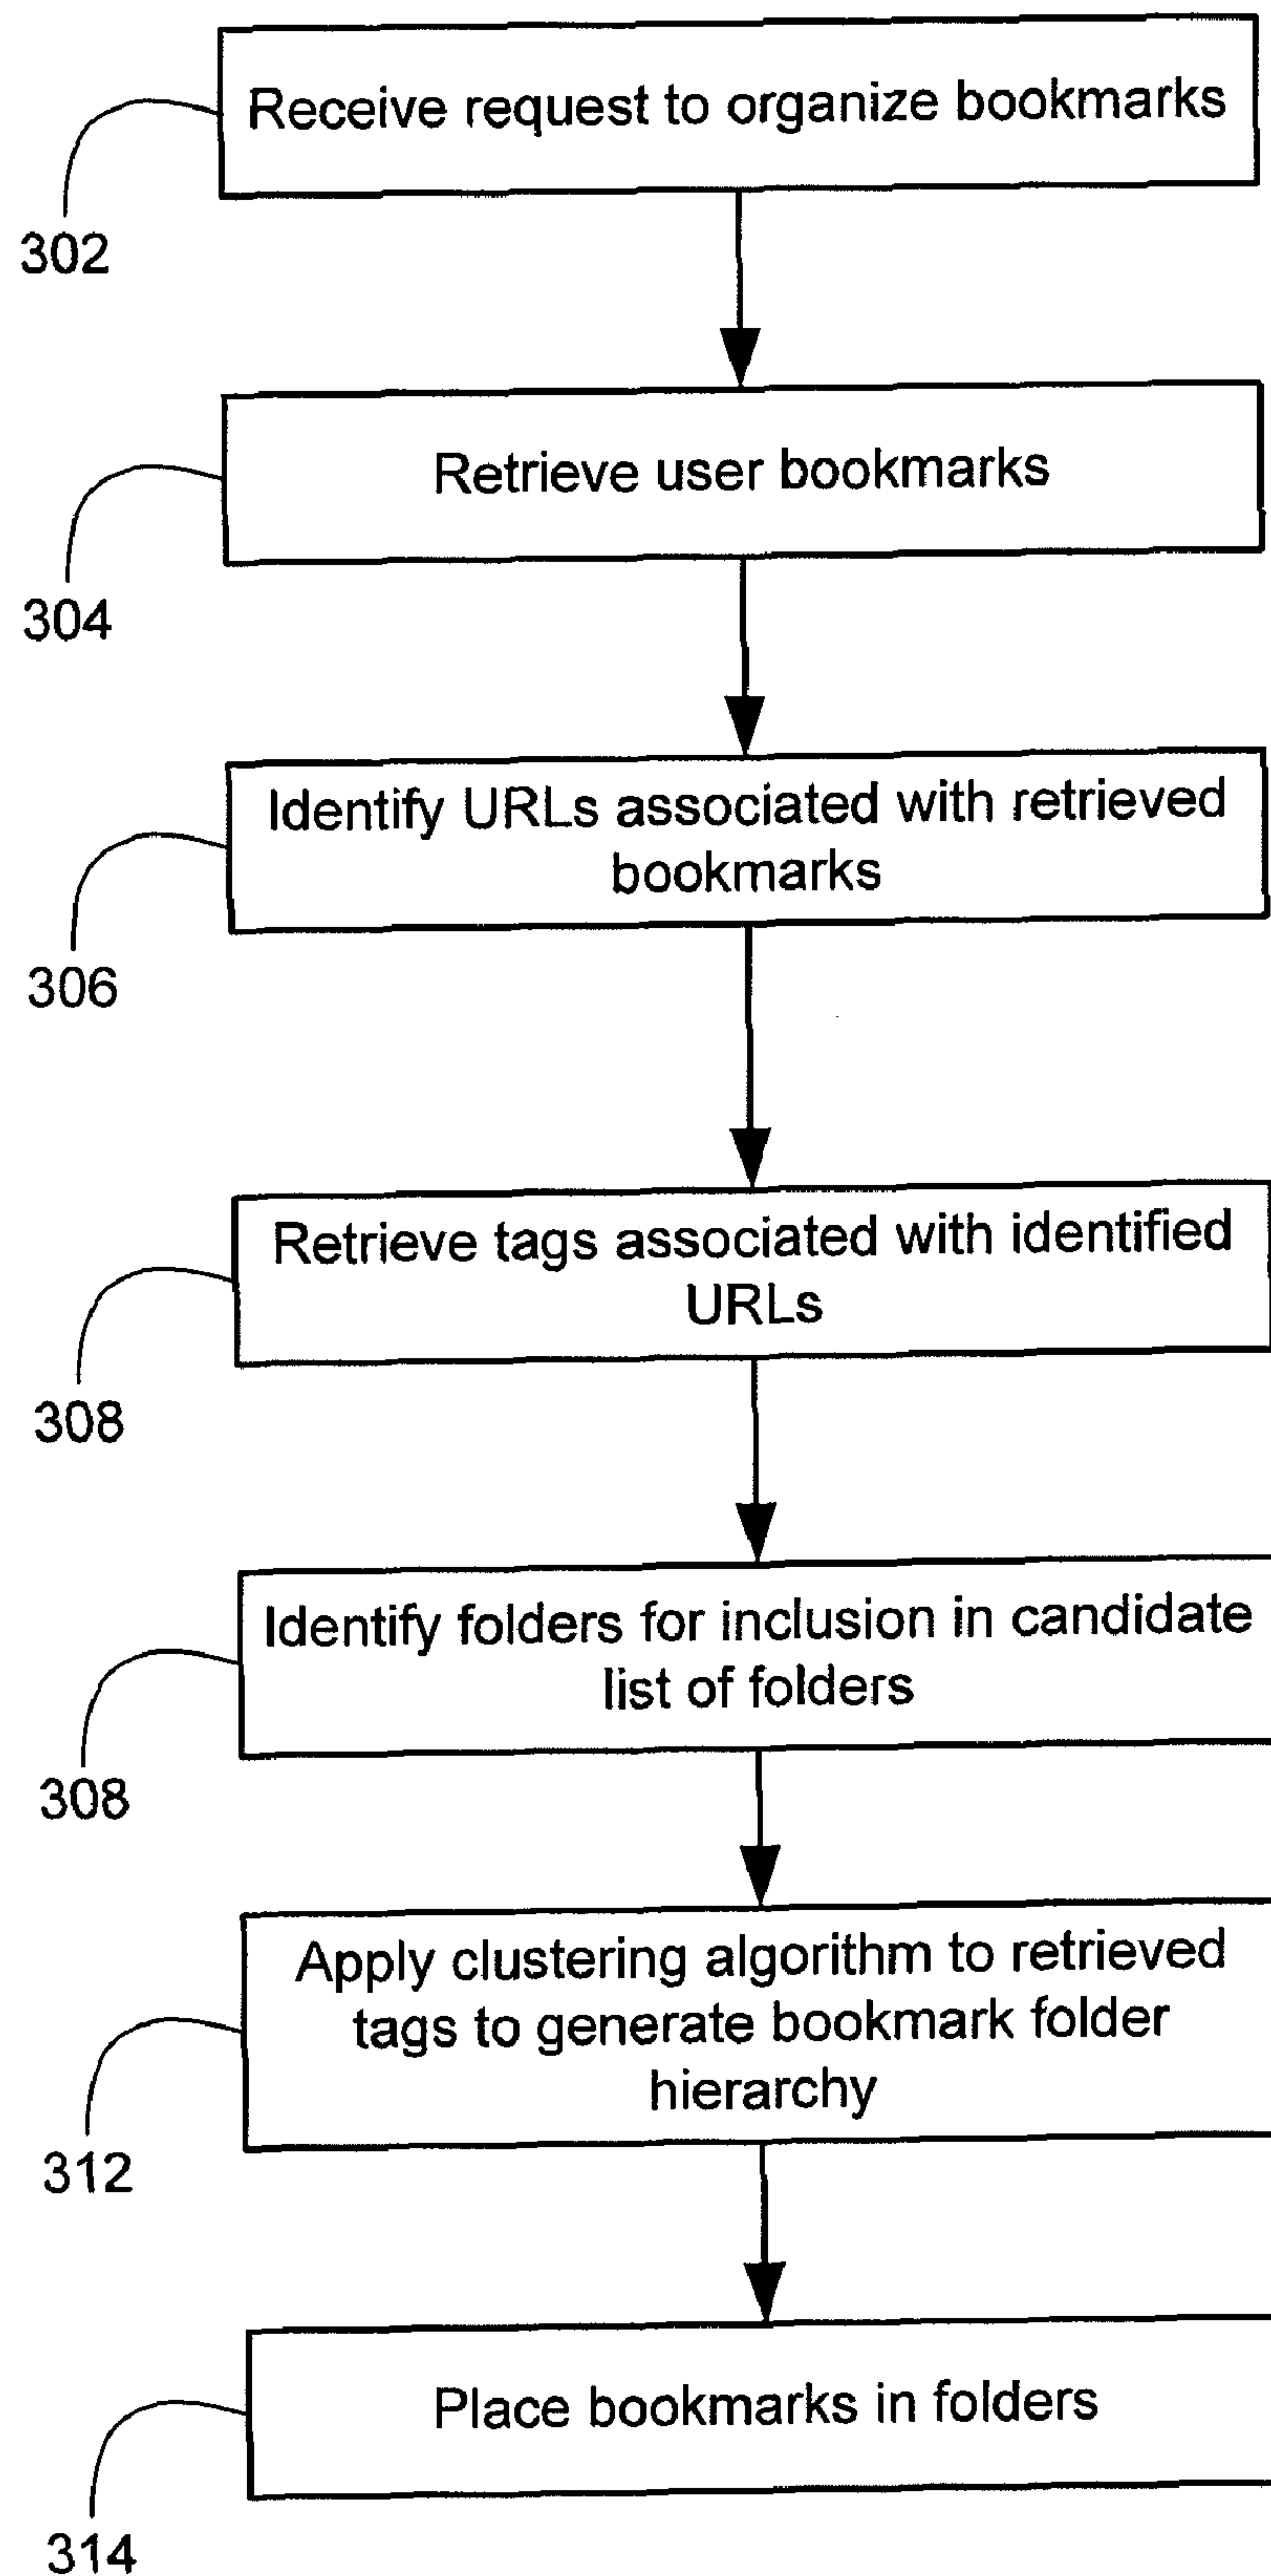 Receive request to organize bookmarks
302
Retrieve user bookmarks
304
Identify URLs associated with retrieved
bookmarks
306
Retrieve tags associated with identified
URLs
308
Identify folders for inclusion in candidate
list of folders
308
Apply clustering algorithm to retrieved
tags to generate bookmark folder
hierarchy
312
Place bookmarks in folders
314